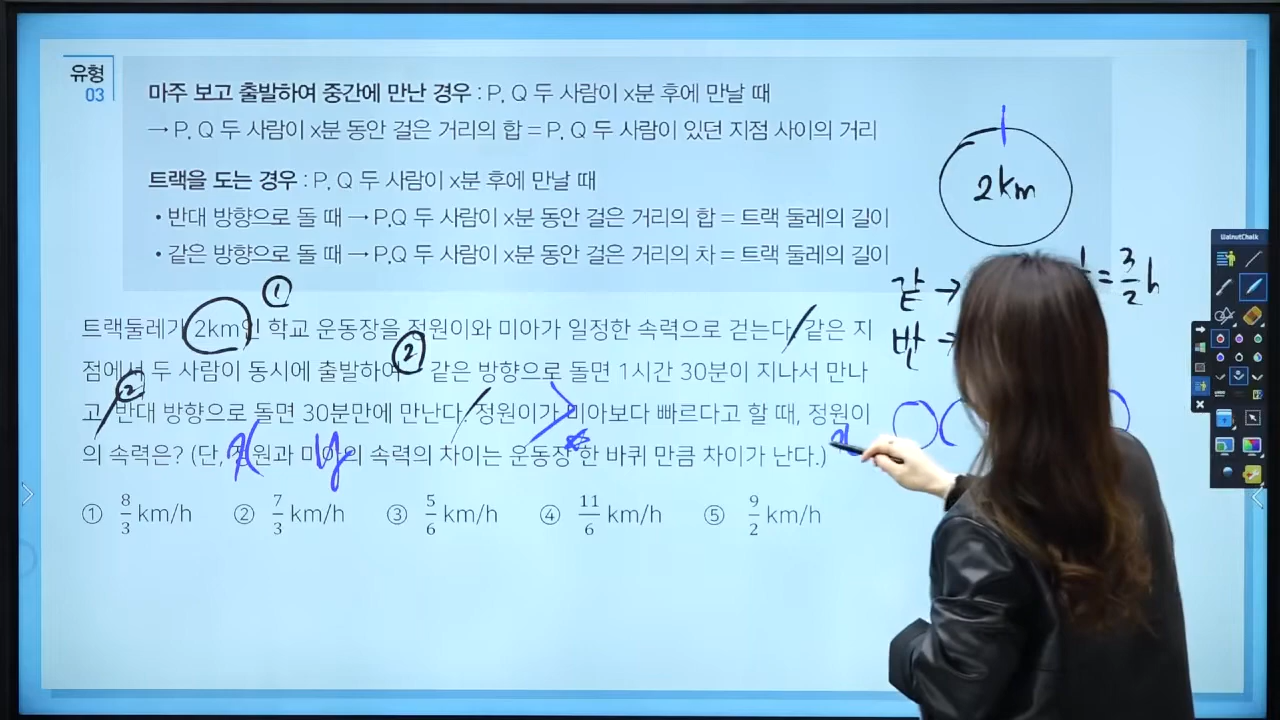 유형
03
마주 보고 출발하여 중간에 만난 경우 : P, Q 두 사람이 x분 후에 만날 때
→ P, Q 두 사람이 x분 동안 걸은 거리의 합 = P, Q 두 사람이 있던 지점 사이의 거리
트랙을 도는 경우 : P, Q 두 사람이 x분 후에 만날 때
• 반대 방향으로 돌 때 → P,Q 두 사람이 x분 동안 걸은 거리의 합 = 트랙 둘레의 길이
• 같은 방향으로 돌 때 → P,Q 두 사람이 x분 동안 걸은 거리의 차 = 트랙 둘레의 길이
2km
같 → = 3/2 h
반 →
①
트랙둘레가 2km인 학교 운동장을 정원이와 미아가 일정한 속력으로 걷는다. 같은 지
②
점에서 두 사람이 동시에 출발하여 같은 방향으로 돌면 1시간 30분이 지나서 만나
②
고, 반대 방향으로 돌면 30분만에 만난다. 정원이가 미아보다 빠르다고 할 때, 정원이
>
의 속력은? (단, 정원과 미아의 속력의 차이는 운동장 한 바퀴 만큼 차이가 난다.)
x y
① 8/3 km/h ② 7/3 km/h ③ 5/6 km/h ④ 11/6 km/h ⑤ 9/2 km/h
WalnutChalk